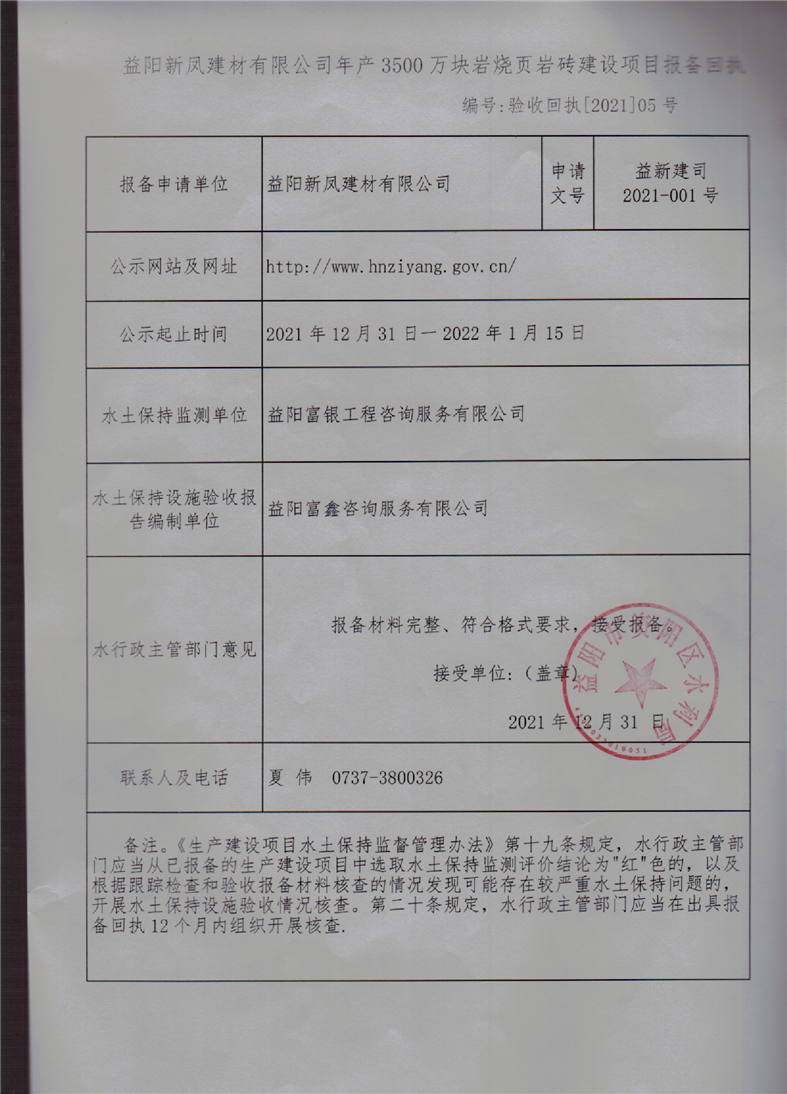 益阳新凤建材有限公司年产3500万块岩烧页岩砖建设项目报备回执
编号:验收回执[2021]05号
报备申请单位
益阳新凤建材有限公司
申请
文号
益新建司
2021-001号
公示网站及网址
http://www.hnziyang.gov.cn/
公示起止时间
2021年12月31日一2022年1月15日
水土保持监测单位
益阳富银工程咨询服务有限公司
水土保持设施验收报
告编制单位
益阳富鑫咨询服务有限公司
水行政主管部门意见
报备材料完整、符合格式要求,接受报备。
接受单位:(盖章)
2021年12月31日
益阳市资阳区水利局
联系人及电话
夏 伟 0737-3800326
备注。《生产建设项目水土保持监督管理办法》第十九条规定,水行政主管部
门应当从已报备的生产建设项目中选取水土保持监测评价结论为"红"色的,以及
根据跟踪检查和验收报备材料核查的情况发现可能存在较严重水土保持问题的,
开展水土保持设施验收情况核查。第二十条规定,水行政主管部门应当在出具报
备回执12个月内组织开展核查.